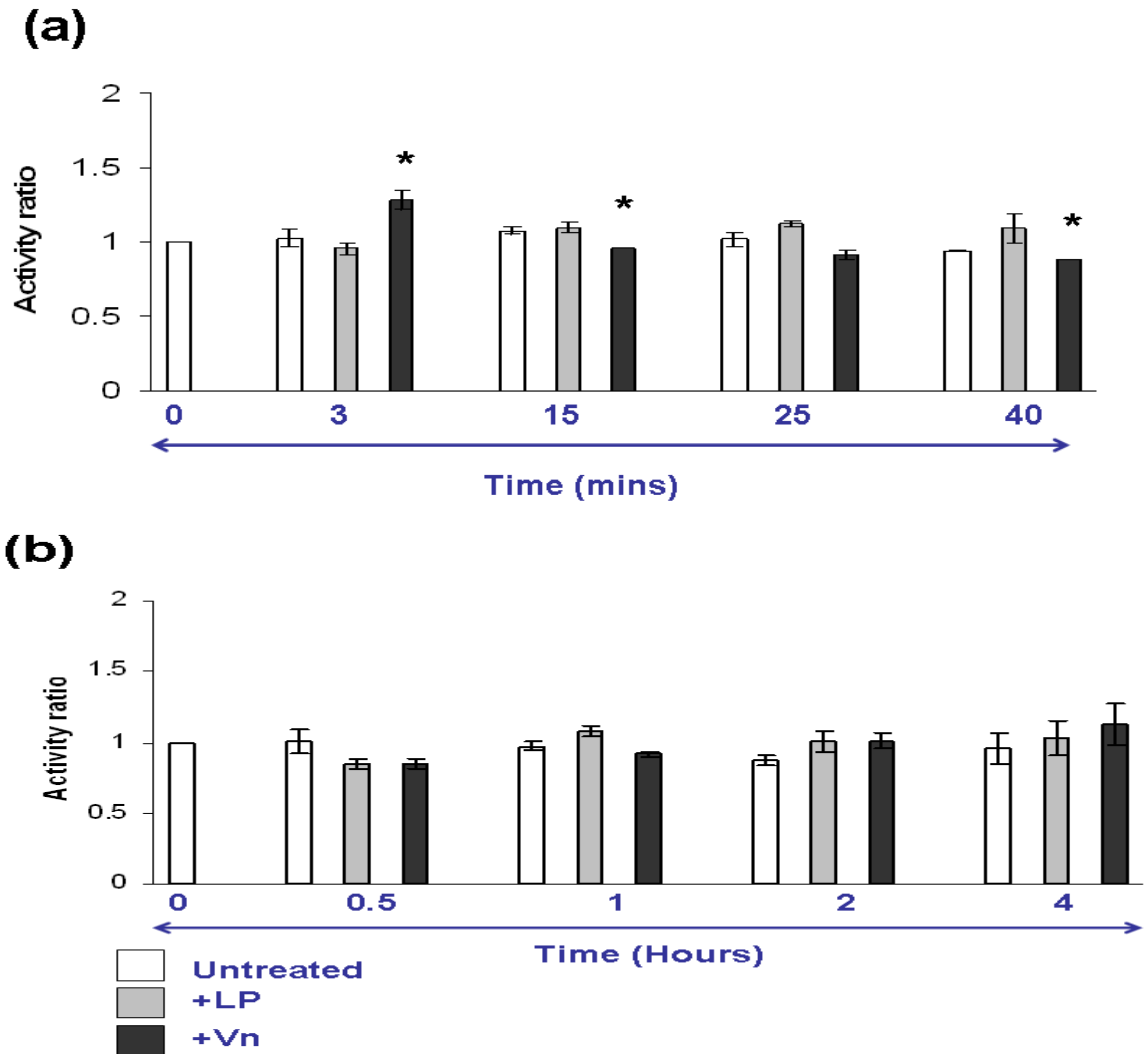 (a)
2
1.5
*
*
*
1
0.5
0
Activity ratio
0 3 15 25 40
Time (mins)
(b)
2
1.5
1
0.5
0
Activity ratio
0 0.5 1 2 4
Time (Hours)
Untreated
+LP
+Vn